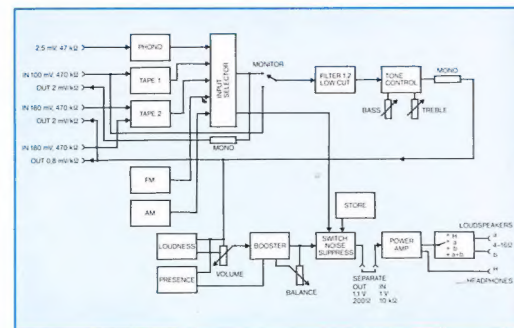 2,5 mV, 47 kΩ
PHONO
IN 100 mV, 470 kΩ
TAPE 1
OUT 2 mV/kΩ
IN 180 mV, 470 kΩ
TAPE 2
OUT 2 mV/kΩ
IN 180 mV, 470 kΩ
OUT 0,8 mV/kΩ
FM
AM
INPUT SELECTOR
MONITOR
MONO
FILTER 1,2
LOW CUT
TONE
CONTROL
MONO
BASS
TREBLE
STORE
LOUDNESS
PRESENCE
VOLUME
BOOSTER
BALANCE
SWITCH
NOISE
SUPPRESS
SEPARATE
OUT IN
1,1 V 1 V
200Ω 10 kΩ
POWER
AMP
H
a
b
a+b
LOUDSPEAKERS
a
4-16Ω
b
H
HEADPHONES